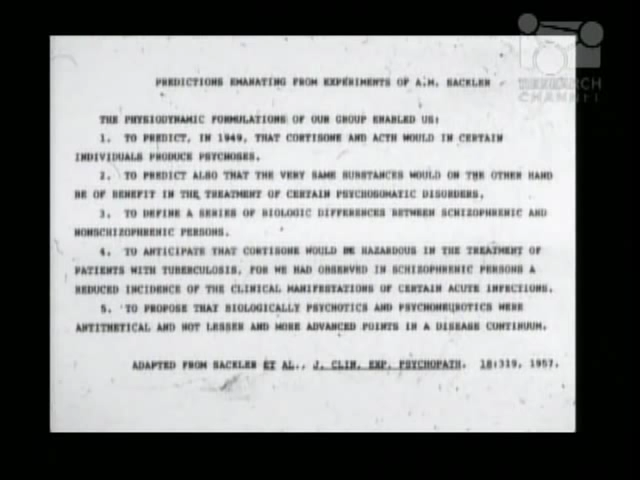 RESEARCH
CHANNEL
PREDICTIONS EMANATING FROM EXPERIMENTS OF A.M. SACKLER
THE PHYSIODYNAMIC FORMULATIONS OF OUR GROUP ENABLED US:
1. TO PREDICT, IN 1949, THAT CORTISONE AND ACTH WOULD IN CERTAIN
INDIVIDUALS PRODUCE PSYCHOSES.
2. TO PREDICT ALSO THAT THE VERY SAME SUBSTANCES WOULD ON THE OTHER HAND
BE OF BENEFIT IN THE TREATMENT OF CERTAIN PSYCHOSOMATIC DISORDERS.
3. TO DEFINE A SERIES OF BIOLOGIC DIFFERENCES BETWEEN SCHIZOPHRENIC AND
NONSCHIZOPHRENIC PERSONS.
4. TO ANTICIPATE THAT CORTISONE WOULD BE HAZARDOUS IN THE TREATMENT OF
PATIENTS WITH TUBERCULOSIS, FOR WE HAD OBSERVED IN SCHIZOPHRENIC PERSONS A
REDUCED INCIDENCE OF THE CLINICAL MANIFESTATIONS OF CERTAIN ACUTE INFECTIONS.
5. TO PROPOSE THAT BIOLOGICALLY PSYCHOTICS AND PSYCHONEUROTICS WERE
ANTITHETICAL AND NOT LESSER AND MORE ADVANCED POINTS IN A DISEASE CONTINUUM.
ADAPTED FROM SACKLER ET AL., J. CLIN. EXP. PSYCHOPATH. 18:319, 1957.